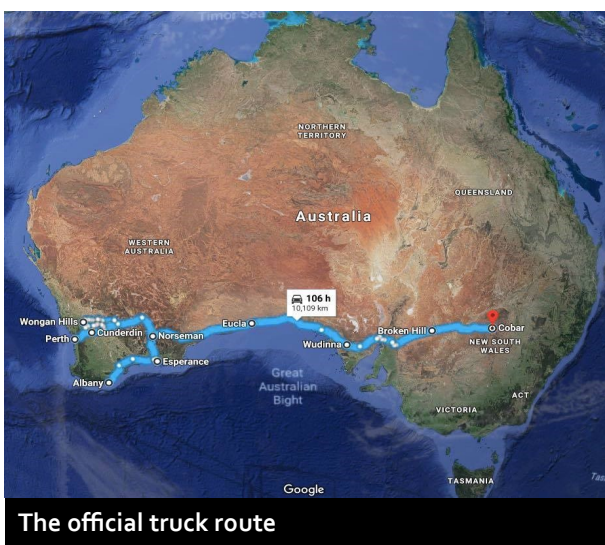 Timor Sea
NORTHERN
TERRITORY
QUEENSLAND
Australia
WESTERN
AUSTRALIA
106 h
10,109 km
Wongan Hills
Cunderdin
Perth
Norseman
Eucla
Broken Hill
Cobar
Wudinna
NEW SOUTH
WALES
Esperance
Albany
Great
Australian
Bight
ACT
VICTORIA
TASMANIA
Google
The official truck route